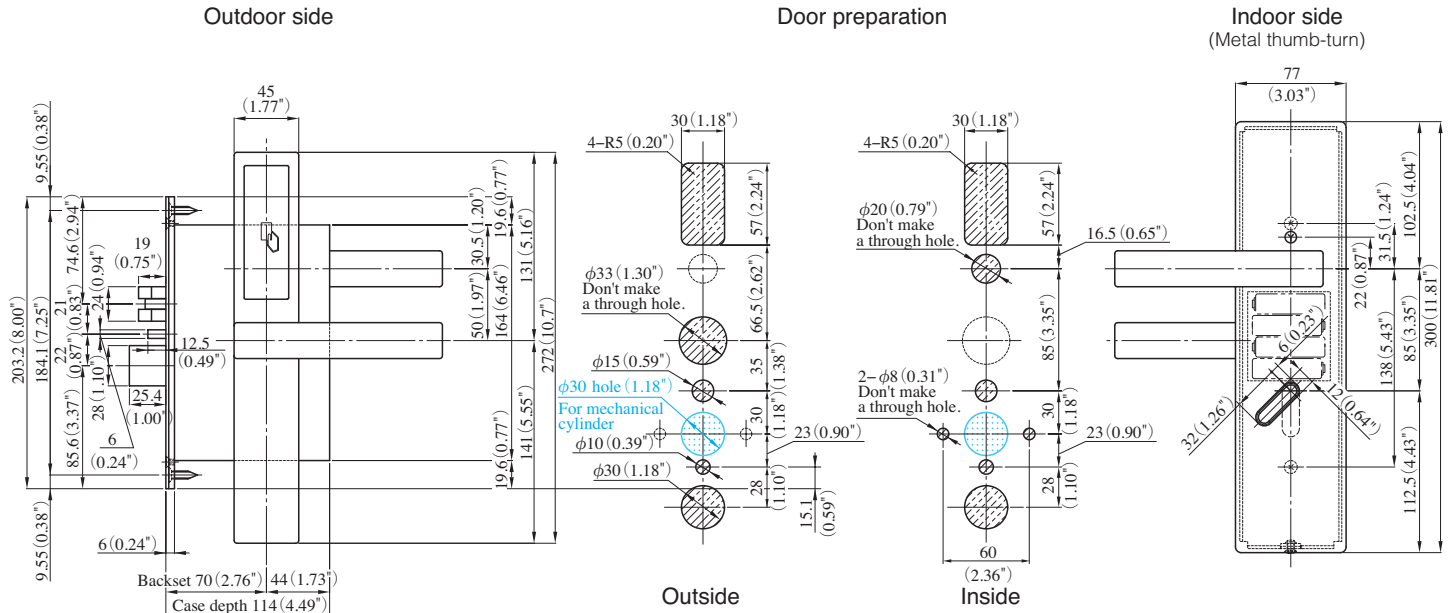 Outdoor side
Door preparation
Indoor side
(Metal thumb-turn)
45
(1.77")
9.55 (0.38")
203.2 (8.00")
184.1 (7.25")
74.6 (2.94")
19
(0.75")
24 (0.94")
21
(0.83")
22
(0.87")
28 (1.10")
12.5
(0.49")
25.4
(1.00")
6
(0.24")
85.6 (3.37")
9.55 (0.38")
6 (0.24")
Backset 70 (2.76")
44 (1.73")
Case depth 114 (4.49")
19.6 (0.77")
30.5 (1.20")
50 (1.97")
164 (6.46")
19.6 (0.77")
131 (5.16")
141 (5.55")
272 (10.7")
30 (1.18")
4–R5 (0.20")
57 (2.24")
66.5 (2.62")
ϕ33 (1.30")
Don't make
a through hole.
35
(1.38")
ϕ15 (0.59")
ϕ30 hole (1.18")
For mechanical
cylinder
30
(1.18")
ϕ10 (0.39")
23 (0.90")
ϕ30 (1.18")
28
(1.10")
15.1
(0.59")
Outside
30 (1.18")
4–R5 (0.20")
57 (2.24")
ϕ20 (0.79")
Don't make
a through hole.
16.5 (0.65")
85 (3.35")
2–ϕ8 (0.31")
Don't make
a through hole.
30
(1.18")
23 (0.90")
28
(1.10")
60
(2.36")
Inside
77
(3.03")
102.5 (4.04")
31.5 (1.24")
22 (0.87")
85 (3.35")
138 (5.43")
300 (11.81")
6 (0.23")
12 (0.64")
32 (1.26")
112.5 (4.43")